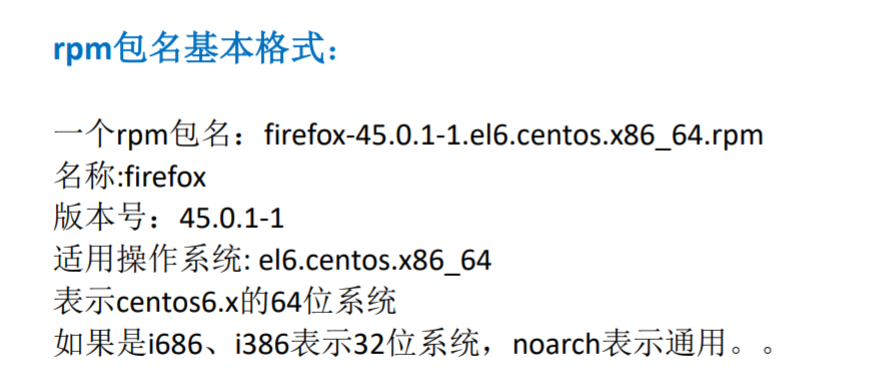 rpm包名基本格式：
一个rpm包名：firefox-45.0.1-1.el6.centos.x86_64.rpm
名称:firefox
版本号：45.0.1-1
适用操作系统: el6.centos.x86_64
表示centos6.x的64位系统
如果是i686、i386表示32位系统，noarch表示通用。。